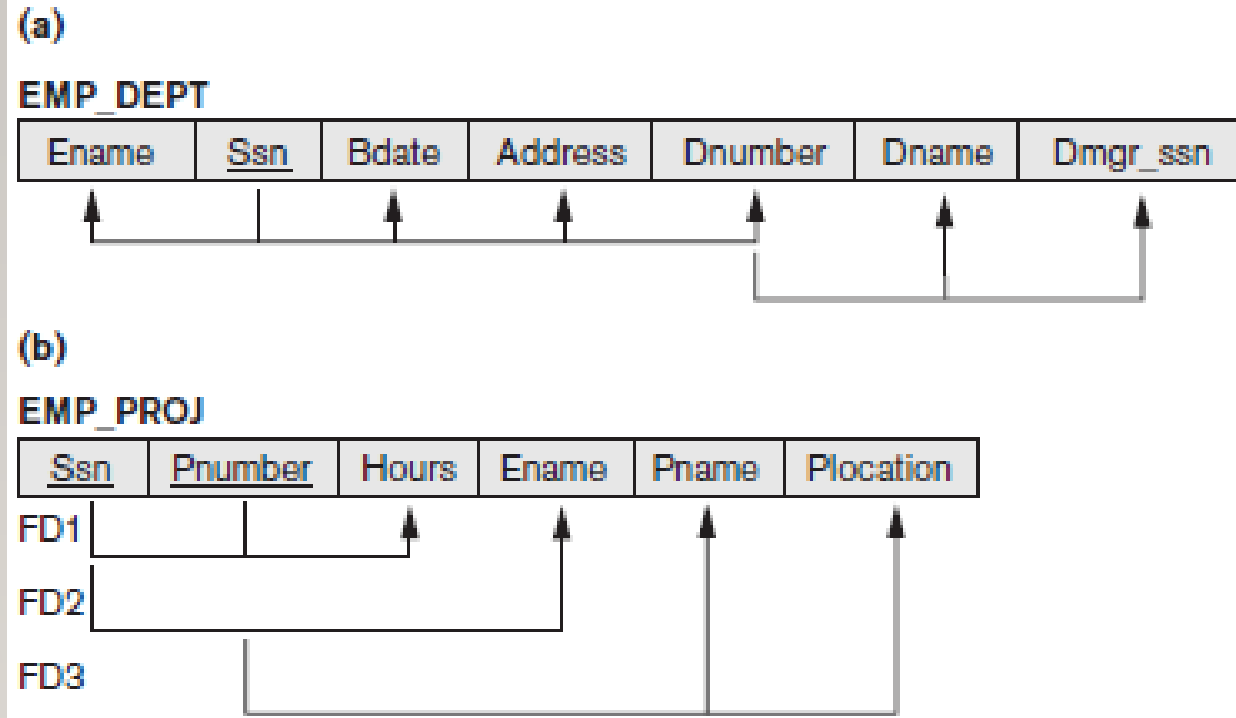 (a)
EMP_DEPT
Ename Ssn Bdate Address Dnumber Dname Dmgr_ssn
(b)
EMP_PROJ
Ssn Pnumber Hours Ename Pname Plocation
FD1
FD2
FD3